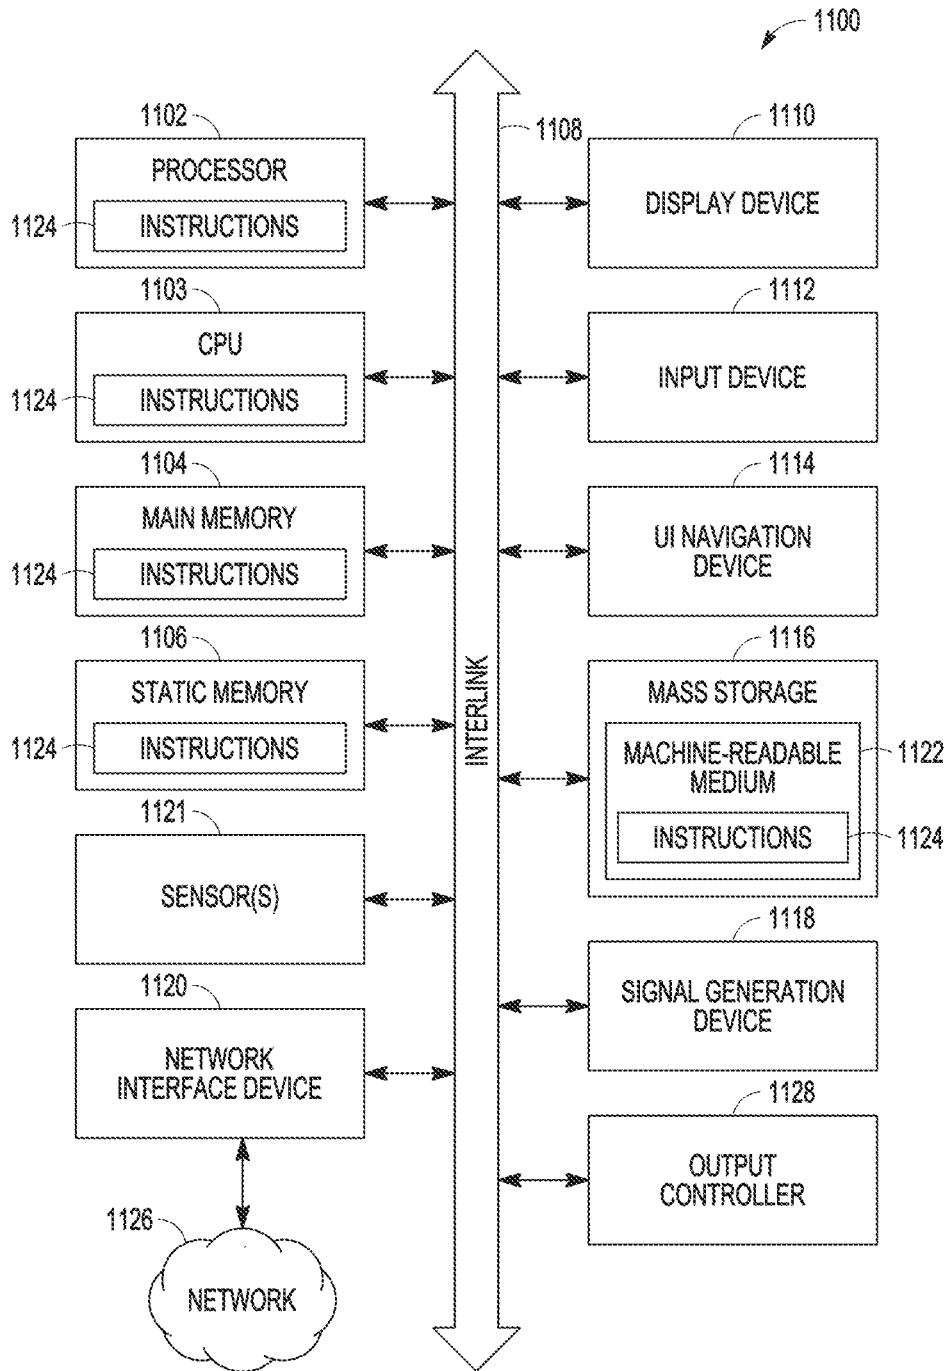 1100
1102
PROCESSOR
1124
INSTRUCTIONS
1103
CPU
1124
INSTRUCTIONS
1104
MAIN MEMORY
1124
INSTRUCTIONS
1106
STATIC MEMORY
1124
INSTRUCTIONS
1121
SENSOR(S)
1120
NETWORK
INTERFACE DEVICE
1126
NETWORK
1108
INTERLINK
1110
DISPLAY DEVICE
1112
INPUT DEVICE
1114
UI NAVIGATION
DEVICE
1116
MASS STORAGE
MACHINE-READABLE
MEDIUM
1122
INSTRUCTIONS
1124
1118
SIGNAL GENERATION
DEVICE
1128
OUTPUT
CONTROLLER